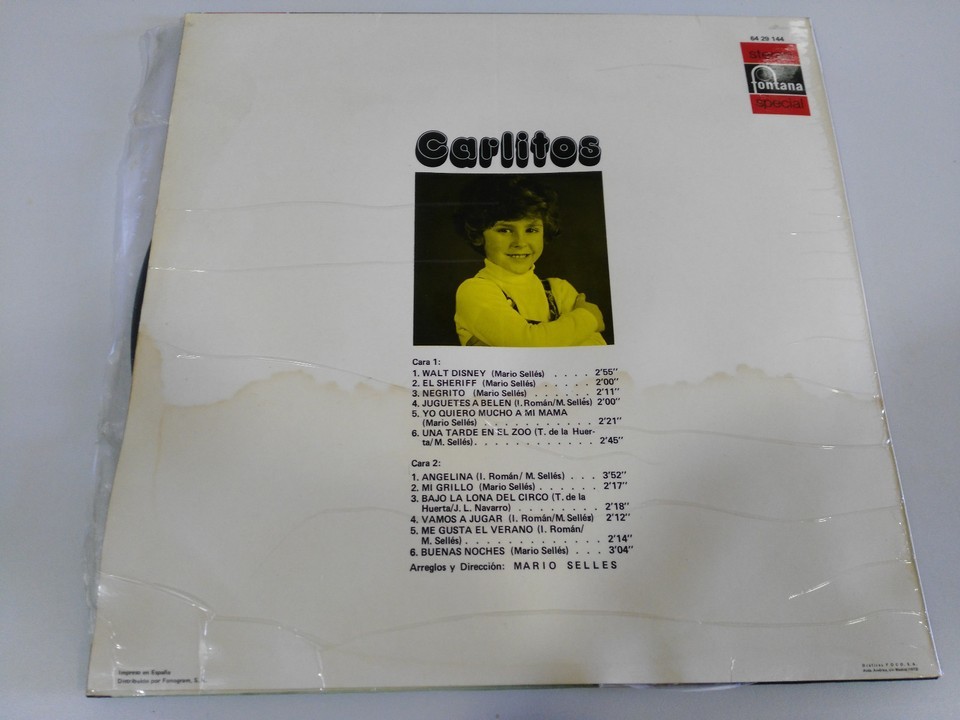 64 29 144
stereo
fontana
special
Carlitos
Cara 1:
1. WALT DISNEY (Mario Sellés) . . . . 2'55''
2. EL SHERIFF (Mario Sellés) . . . . . 2'00''
3. NEGRITO (Mario Sellés) . . . . . . 2'11''
4. JUGUETES A BELEN (I. Román/M. Sellés) 2'00''
5. YO QUIERO MUCHO A MI MAMA
(Mario Sellés) . . . . . . . . . . . 2'21''
6. UNA TARDE EN EL ZOO (T. de la Huer-
ta/M. Sellés) . . . . . . . . . . . . 2'45''
Cara 2:
1. ANGELINA (I. Román/ M. Sellés) . . . 3'52''
2. MI GRILLO (Mario Sellés) . . . . . . 2'17''
3. BAJO LA LONA DEL CIRCO (T. de la
Huerta/J. L. Navarro) . . . . . . . . 2'18''
4. VAMOS A JUGAR (I. Román/M. Sellés) 2'12''
5. ME GUSTA EL VERANO (I. Román/
M. Sellés) . . . . . . . . . . . . . 2'14''
6. BUENAS NOCHES (Mario Sellés) . . . 3'04''
Arreglos y Dirección: MARIO SELLES
Impreso en España
Distribuido por Fonogram, S.